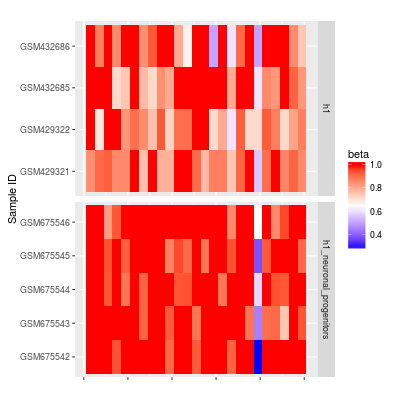 GSM432686
GSM432685
GSM429322
GSM429321
h1
GSM675546
GSM675545
GSM675544
GSM675543
GSM675542
h1_neuronal_progenitors
Sample ID
beta
1.0
0.8
0.6
0.4